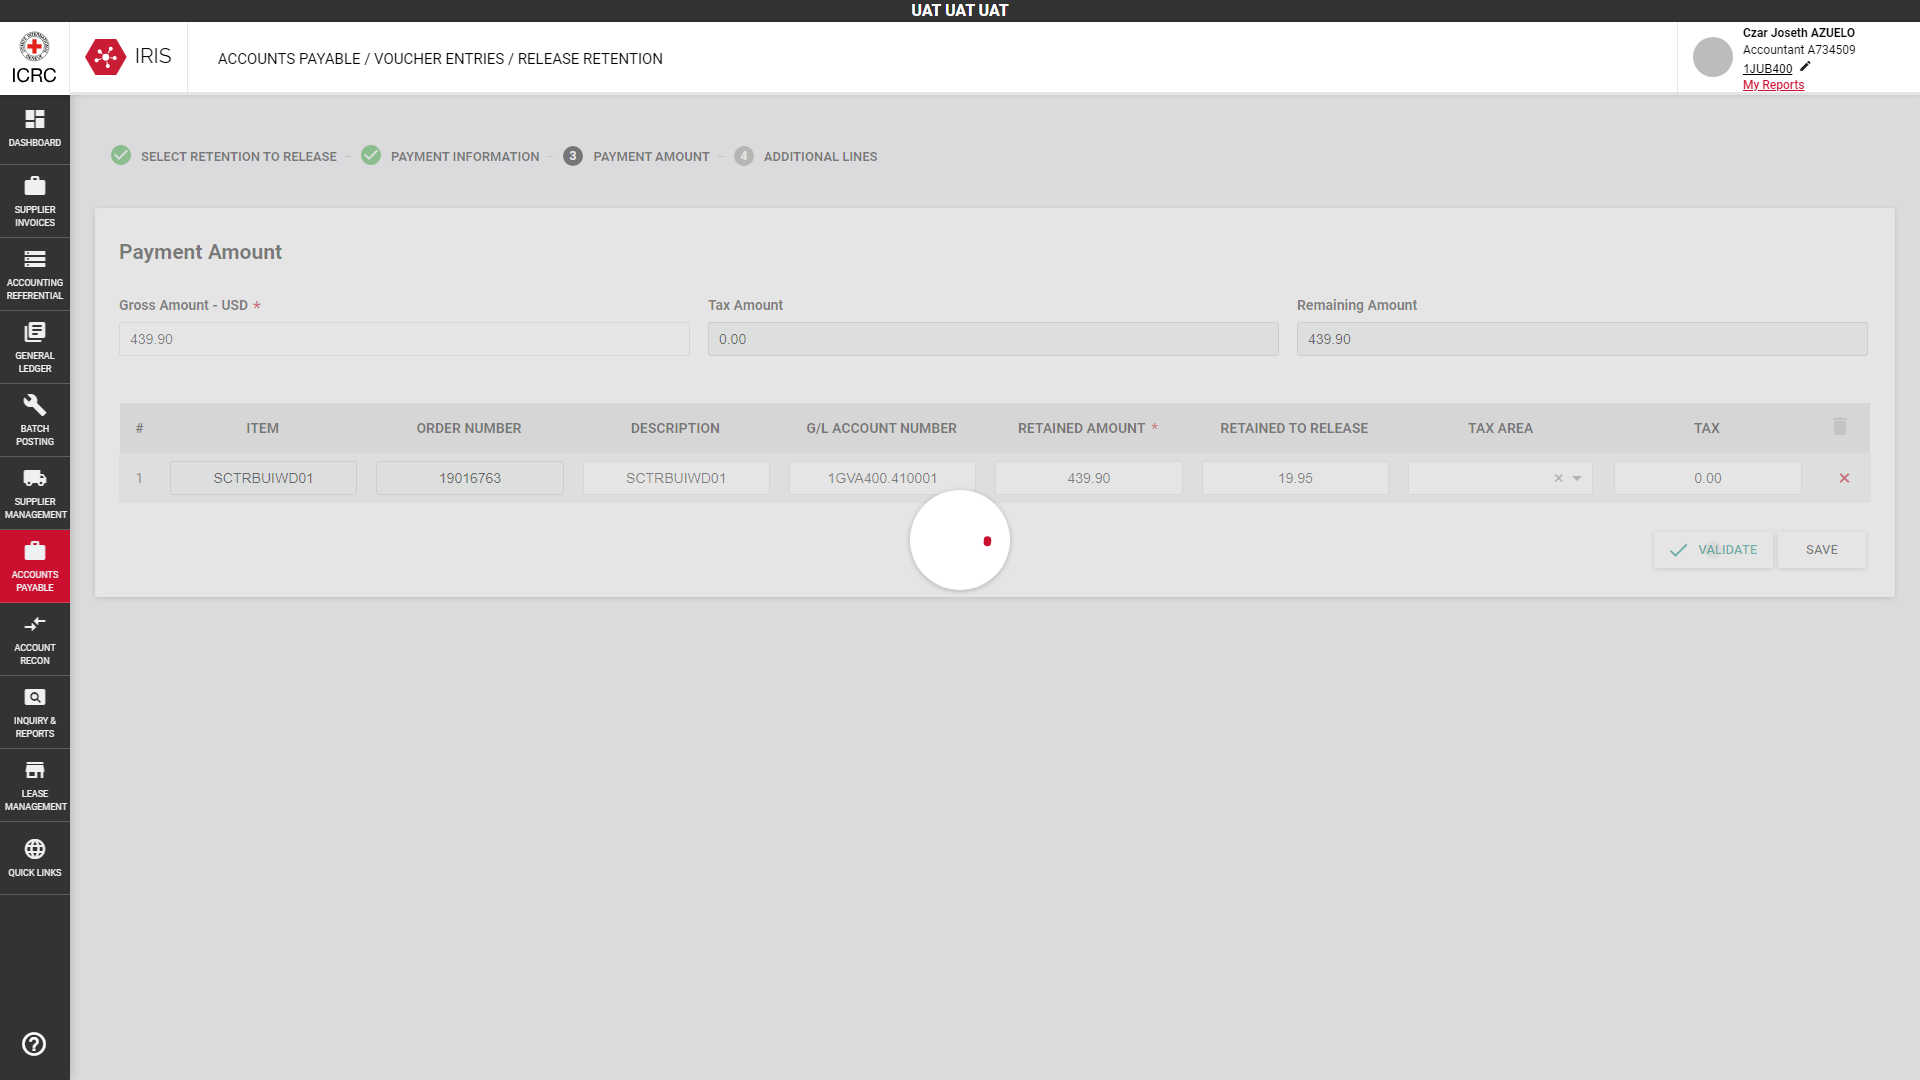 UAT UAT UAT
ICRC
IRIS
ACCOUNTS PAYABLE / VOUCHER ENTRIES / RELEASE RETENTION
Czar Joseth AZUELO
Accountant A734509
1JUB400
My Reports
DASHBOARD
SUPPLIER
INVOICES
ACCOUNTING
REFERENTIAL
GENERAL
LEDGER
BATCH
POSTING
SUPPLIER
MANAGEMENT
ACCOUNTS
PAYABLE
ACCOUNT
RECON
INQUIRY &
REPORTS
LEASE
MANAGEMENT
QUICK LINKS
SELECT RETENTION TO RELEASE – PAYMENT INFORMATION – 3 PAYMENT AMOUNT – 4 ADDITIONAL LINES
Payment Amount
Gross Amount - USD * Tax Amount Remaining Amount
439.90 0.00 439.90
# ITEM ORDER NUMBER DESCRIPTION G/L ACCOUNT NUMBER RETAINED AMOUNT * RETAINED TO RELEASE TAX AREA TAX
1 SCTRBUIWD01 19016763 SCTRBUIWD01 1GVA400.410001 439.90 19.95 0.00
VALIDATE SAVE